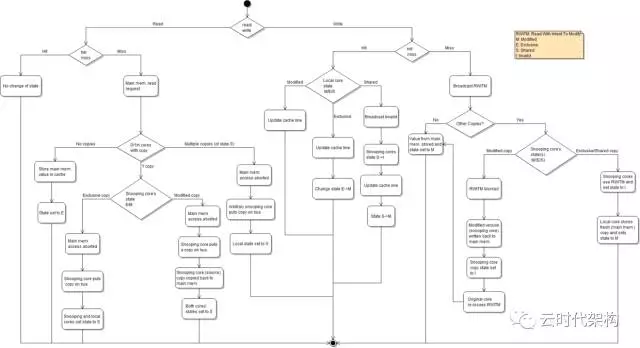 read
write
Read
Write
RWITM: Read With Intent To Modify
M: Modified
E: Exclusive
S: Shared
I: Invalid
Hit
hit
miss
Miss
No change of state
Main mem. read
request
No copies
Other cores
with copy
1 copy
Multiple copies (of state S)
Store main mem
value in cache
State set to E
Exclusive copy
Snooping core's
state
E/M
Modified copy
Main mem
access aborted
Snooping core puts
copy on bus
Snooping and local
cores set state to S
Main mem
access aborted
Snooping core puts
a copy on bus
Snooping core (source)
copy copied back to
main mem
Both cores'
states set to S
Main mem
access aborted
snooping core
puts copy on bus
Local state set to S
Hit
hit
miss
Miss
Modified
Local core
state
M/E/S
Shared
Update cache line
Exclusive
Update cache line
Change state E->M
Broadcast Invalid
Snooping cores
state S->I
Update cache line
State S->M
Broadcast RWITM
No
Other Copies?
Yes
Value from main
mem. stored and
state set to M
Modified copy
Snooping core's
state(s)
M/E/S
Exclusive/Shared copy
RWITM blocked
Modified version
(snooping core)
written back to
main mem.
Snooping core
copy state set
to I
Original core
re-issues RWITM
Snooping cores
see RWITM and
set state to I
Local core stores
fresh (main mem)
copy and sets
state to M
云时代架构